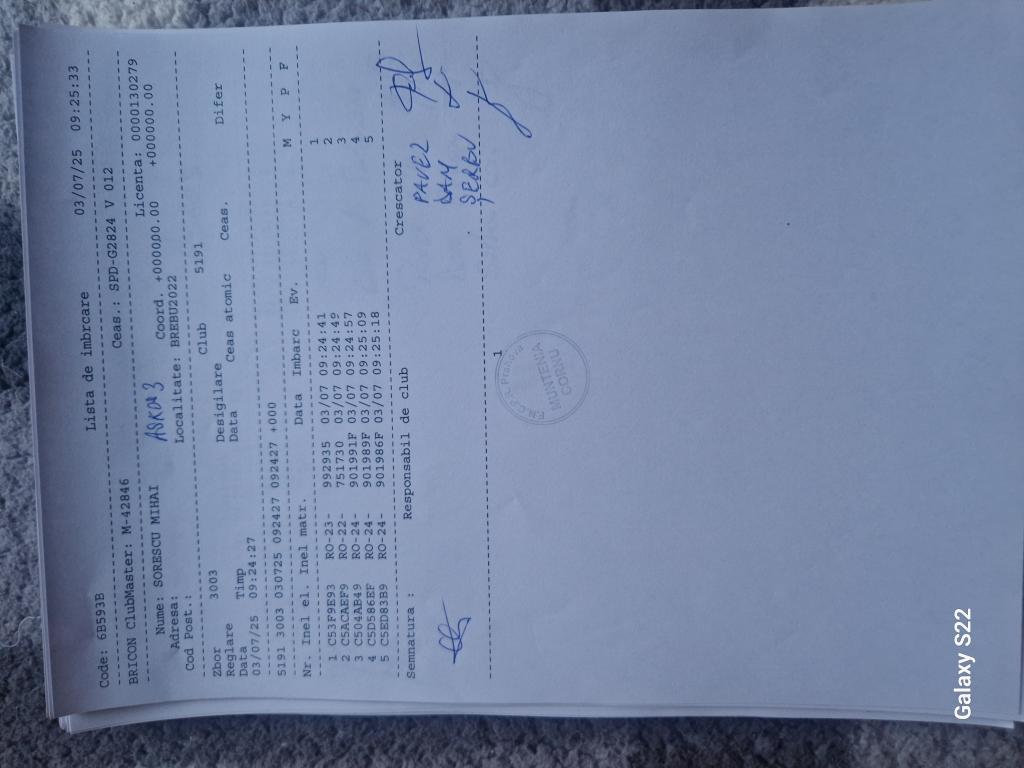 Lista de imbrcare 03/07/25 09:25:33
Code: 6B593B
BRICON ClubMaster: M-42846 Ceas.: SPD-G2824 V 012
Nume: SORESCU MIHAI Licenta: 0000130279
Adresa: Coord. +000000.00 +000000.00
Cod Post.: Localitate: BREBU2022
Zbor 3003 Club 5191
Reglare Desigilare
Data Timp Data Ceas atomic Ceas. Difer
03/07/25 09:24:27
5191 3003 030725 092427 092427 +000
Nr. Inel el. Inel matr. Data Imbarc Ev. M Y P F
1 C53F9E93 RO-23- 992935 03/07 09:24:41 1
2 C5ACAEF9 RO-22- 751730 03/07 09:24:49 2
3 C504AB49 RO-24- 901991F 03/07 09:24:57 3
4 C5D586EF RO-24- 901989F 03/07 09:25:09 4
5 C5ED83B9 RO-24- 901986F 03/07 09:25:18 5
Semnatura : Responsabil de club Crescator
PAVEL
DAM
ȘERBU
1
MUNTENIA
CORNU
Galaxy S22